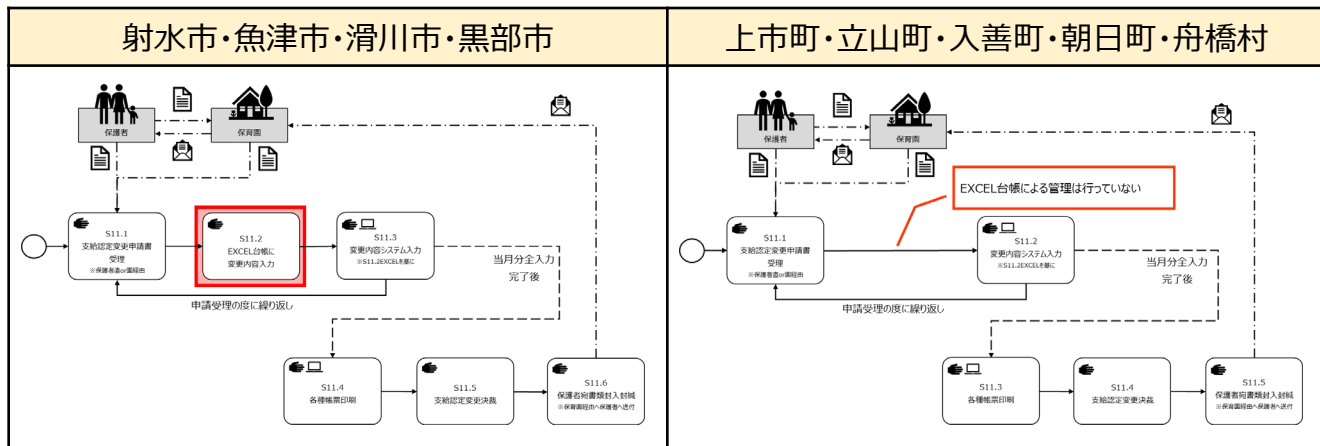 射水市・魚津市・滑川市・黒部市
保護者
保育園
S11.1
支給認定変更申請書
受理
※保護者直or園経由
S11.2
EXCEL台帳に
変更内容入力
S11.3
変更内容システム入力
※S11.2EXCELを基に
当月分全入力
完了後
申請受理の度に繰り返し
S11.4
各種帳票印刷
S11.5
支給認定変更決裁
S11.6
保護者宛書類封入封緘
※保育園経由へ保護者へ送付
上市町・立山町・入善町・朝日町・舟橋村
保護者
保育園
EXCEL台帳による管理は行っていない
S11.1
支給認定変更申請書
受理
※保護者直or園経由
S11.2
変更内容システム入力
※S11.2EXCELを基に
当月分全入力
完了後
申請受理の度に繰り返し
S11.3
各種帳票印刷
S11.4
支給認定変更決裁
S11.5
保護者宛書類封入封緘
※保育園経由へ保護者へ送付